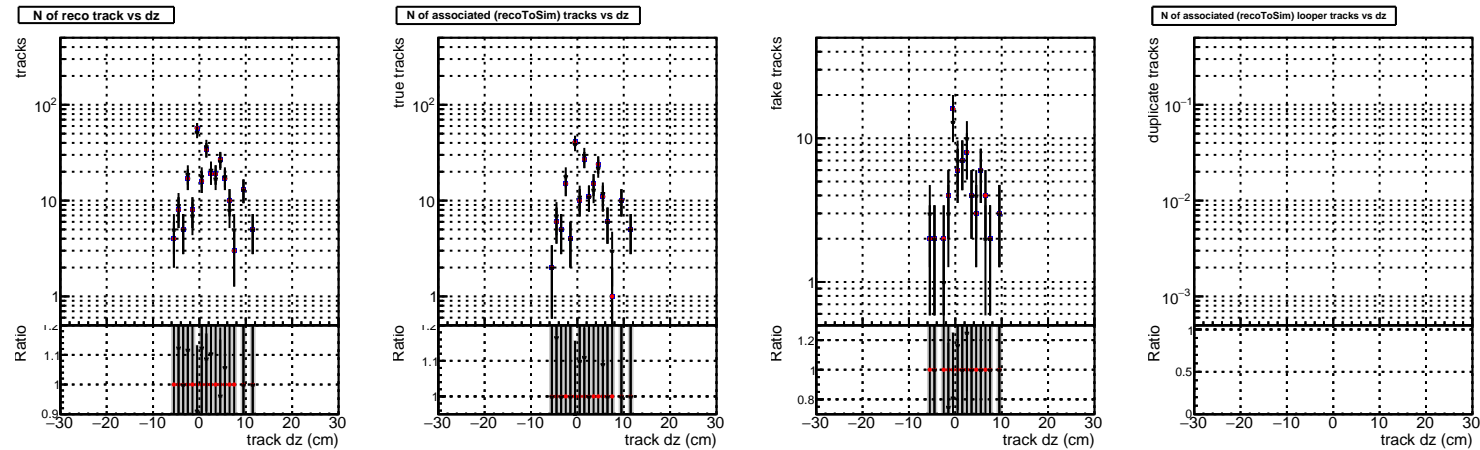 N of reco track vs dz
tracks
10²
10
1
Ratio
1.2
1.1
1
0.9
−30 −20 −10 0 10 20 30
track dz (cm)
N of associated (recoToSim) tracks vs dz
true tracks
10²
10
1
Ratio
1.2
1.1
1
−30 −20 −10 0 10 20 30
track dz (cm)
fake tracks
10
1
Ratio
1.2
1
0.8
−30 −20 −10 0 10 20 30
track dz (cm)
N of associated (recoToSim) looper tracks vs dz
duplicate tracks
10⁻¹
10⁻²
10⁻³
Ratio
1
0.5
0
−30 −20 −10 0 10 20 30
track dz (cm)